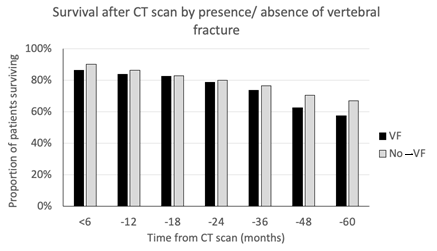 Survival after CT scan by presence/ absence of vertebral
fracture
Proportion of patients surviving
100%
80%
60%
40%
20%
0%
<6 -12 -18 -24 -36 -48 -60
Time from CT scan (months)
VF
No –VF